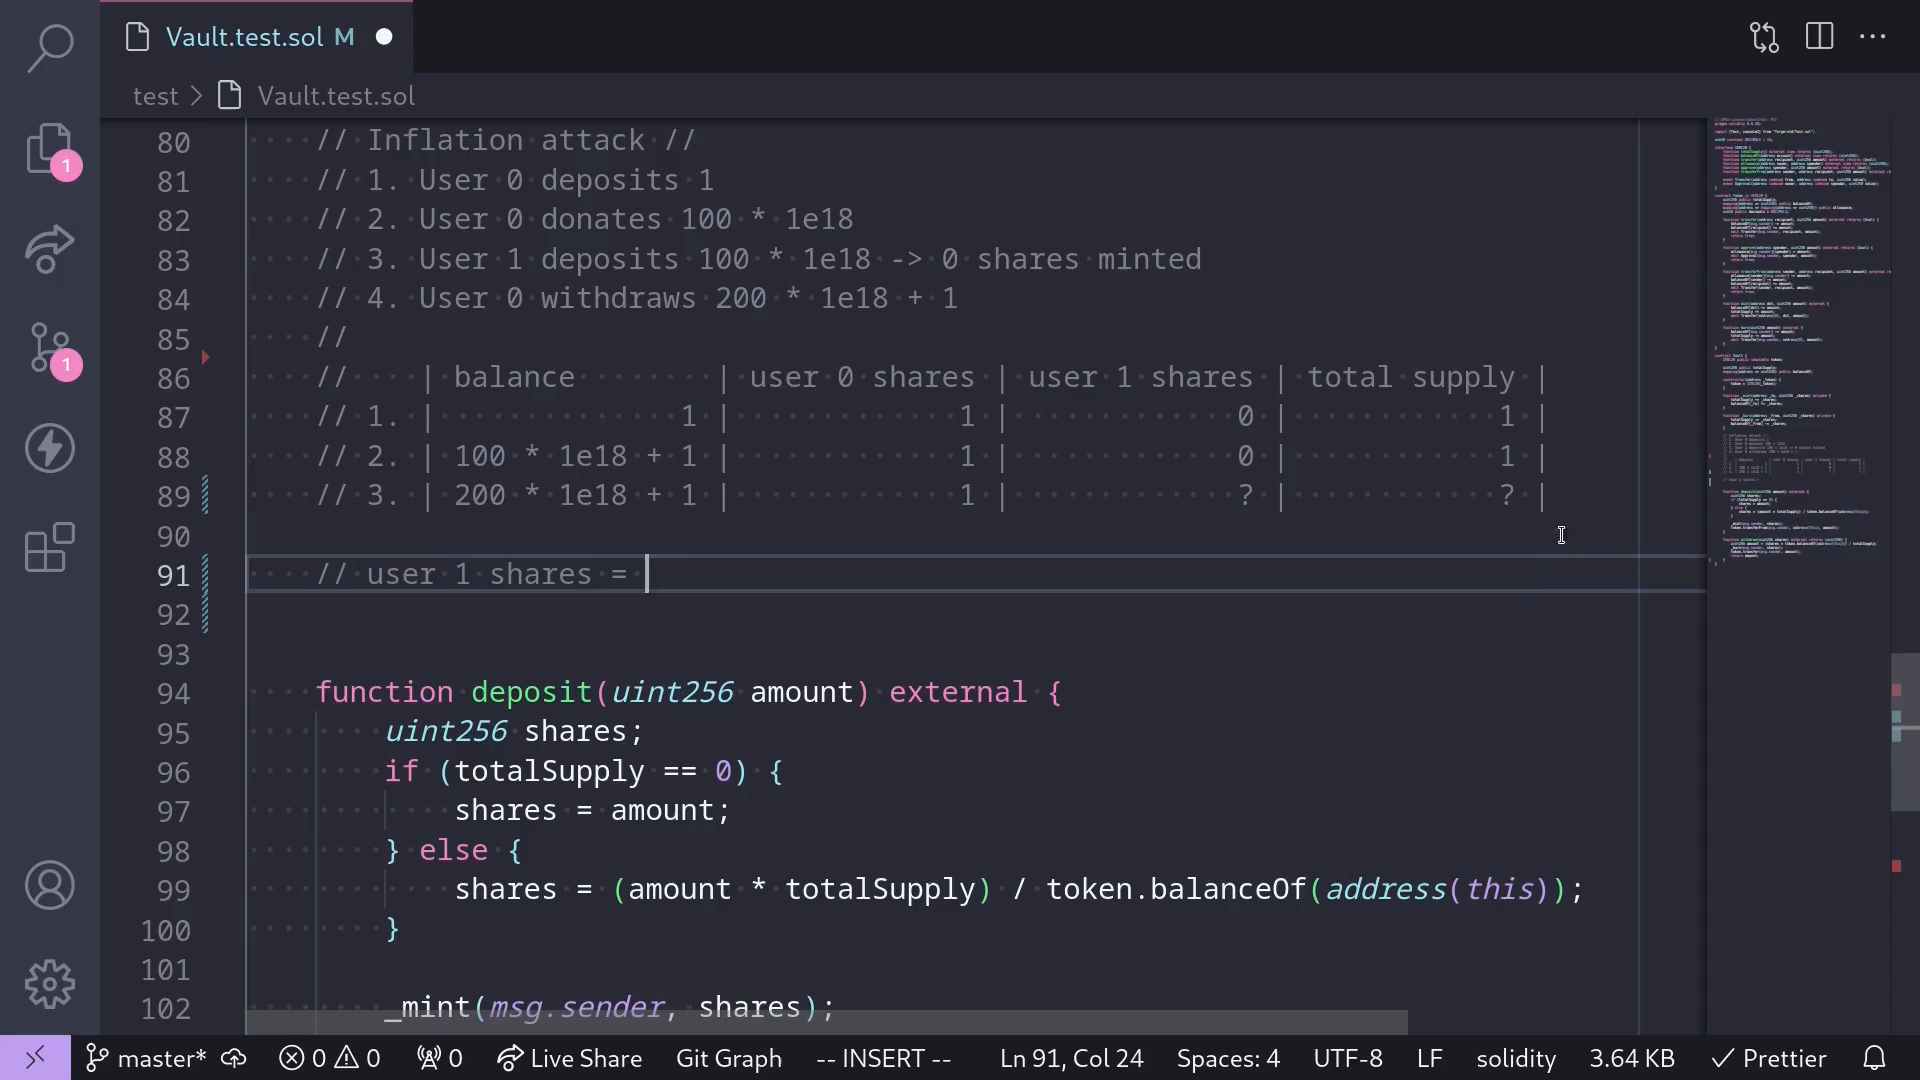 Vault.test.sol M
test > Vault.test.sol
1
1
80 // Inflation attack //
81 // 1. User 0 deposits 1
82 // 2. User 0 donates 100 * 1e18
83 // 3. User 1 deposits 100 * 1e18 -> 0 shares minted
84 // 4. User 0 withdraws 200 * 1e18 + 1
85 //
86 //    | balance         | user 0 shares | user 1 shares | total supply |
87 // 1. |               1 |             1 |             0 |            1 |
88 // 2. | 100 * 1e18 + 1 |             1 |             0 |            1 |
89 // 3. | 200 * 1e18 + 1 |             1 |             ? |            ? |
90
91 // user 1 shares =
92
93
94 function deposit(uint256 amount) external {
95     uint256 shares;
96     if (totalSupply == 0) {
97         shares = amount;
98     } else {
99         shares = (amount * totalSupply) / token.balanceOf(address(this));
100     }
101
102     _mint(msg.sender, shares);
master* 0 0 0 Live Share Git Graph -- INSERT -- Ln 91, Col 24 Spaces: 4 UTF-8 LF solidity 3.64 KB Prettier